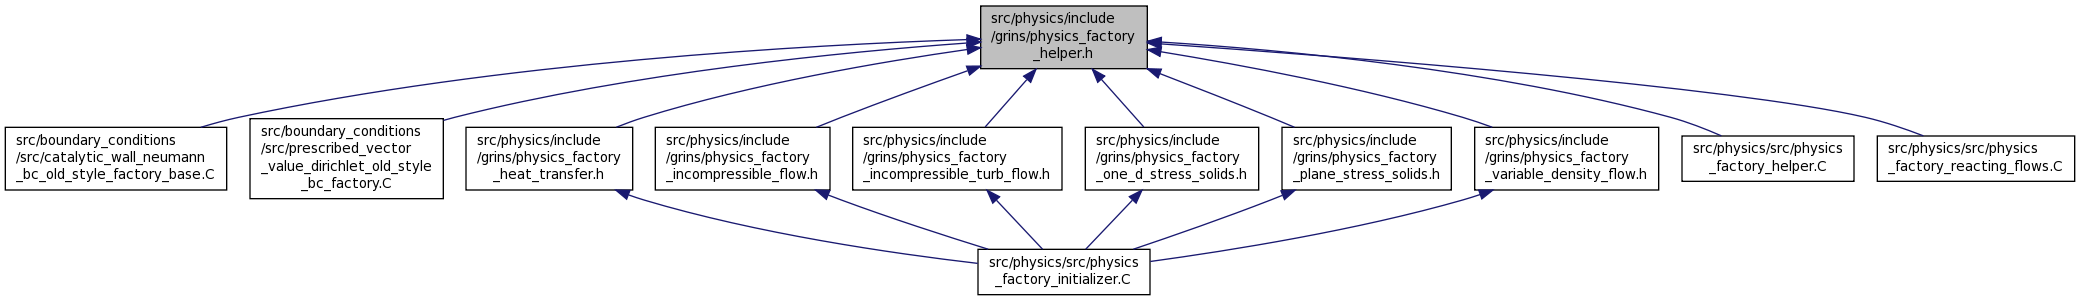 src/physics/include
/grins/physics_factory
_helper.h
src/boundary_conditions
/src/catalytic_wall_neumann
_bc_old_style_factory_base.C
src/boundary_conditions
/src/prescribed_vector
_value_dirichlet_old_style
_bc_factory.C
src/physics/include
/grins/physics_factory
_heat_transfer.h
src/physics/include
/grins/physics_factory
_incompressible_flow.h
src/physics/include
/grins/physics_factory
_incompressible_turb_flow.h
src/physics/include
/grins/physics_factory
_one_d_stress_solids.h
src/physics/include
/grins/physics_factory
_plane_stress_solids.h
src/physics/include
/grins/physics_factory
_variable_density_flow.h
src/physics/src/physics
_factory_helper.C
src/physics/src/physics
_factory_reacting_flows.C
src/physics/src/physics
_factory_initializer.C